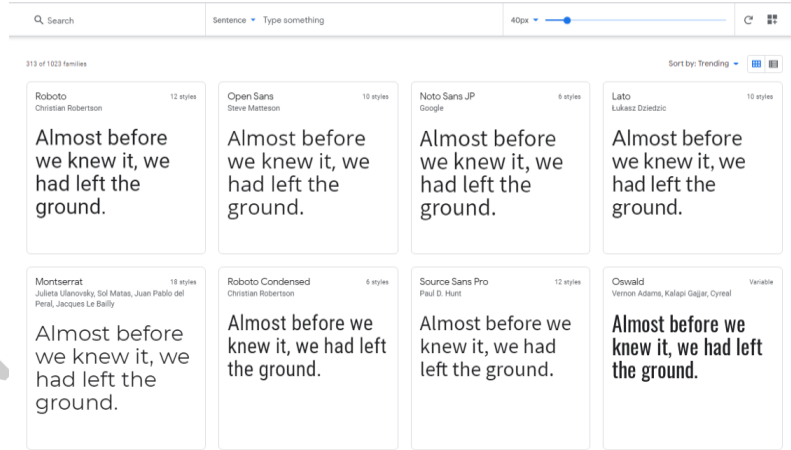 Search
Sentence
Type something
40px
313 of 1023 families
Sort by: Trending
Roboto
12 styles
Christian Robertson
Almost before
we knew it, we
had left the
ground.
Open Sans
10 styles
Steve Matteson
Almost before
we knew it, we
had left the
ground.
Noto Sans JP
6 styles
Google
Almost before
we knew it, we
had left the
ground.
Lato
10 styles
Łukasz Dziedzic
Almost before
we knew it, we
had left the
ground.
Montserrat
18 styles
Julieta Ulanovsky, Sol Matas, Juan Pablo del
Peral, Jacques Le Bailly
Almost before
we knew it, we
had left the
ground.
Roboto Condensed
6 styles
Christian Robertson
Almost before we
knew it, we had left
the ground.
Source Sans Pro
12 styles
Paul D. Hunt
Almost before we
knew it, we had
left the ground.
Oswald
Variable
Vernon Adams, Kalapi Gajjar, Cyreal
Almost before we
knew it, we had left
the ground.